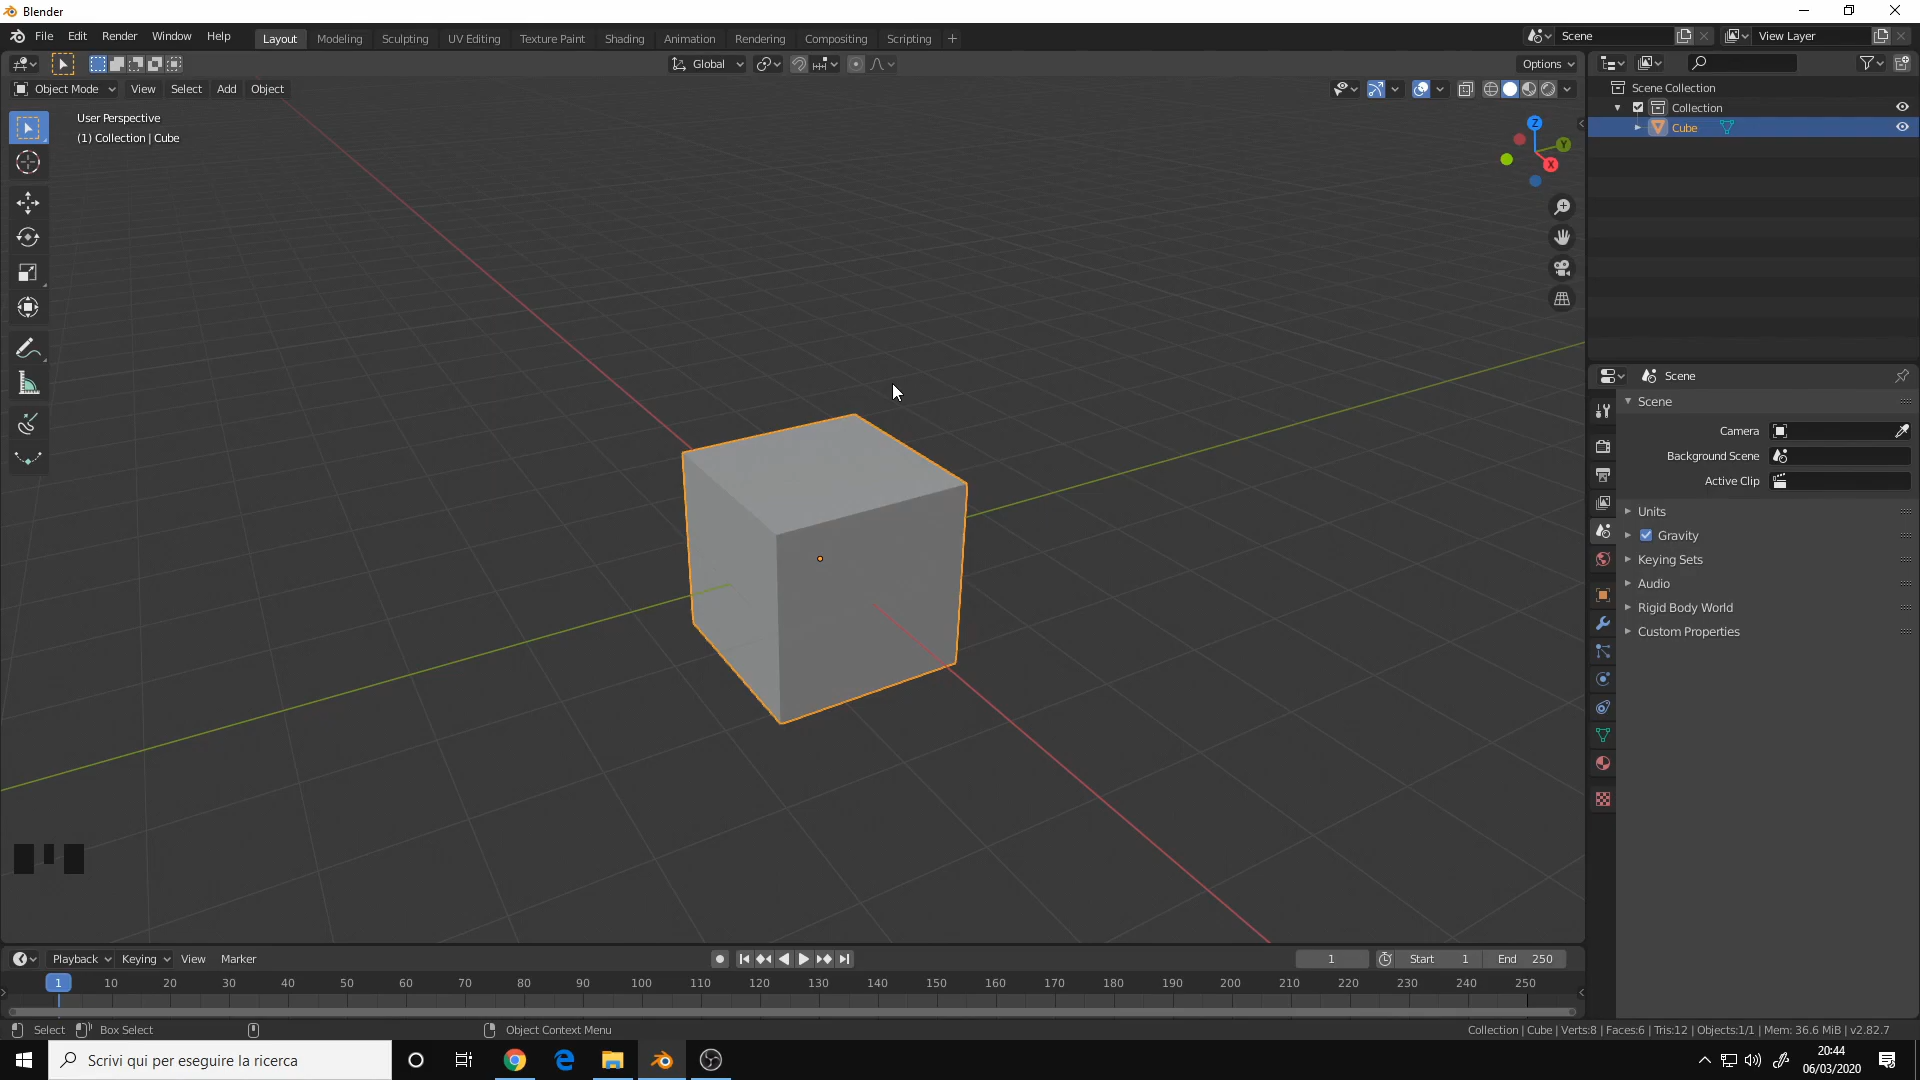 Blender
File Edit Render Window Help Layout Modeling Sculpting UV Editing Texture Paint Shading Animation Rendering Compositing Scripting + Scene View Layer
Global Options
Object Mode View Select Add Object
User Perspective
(1) Collection | Cube
Z
Y
X
Scene Collection
Collection
Cube
Scene
Scene
Camera
Background Scene
Active Clip
Units
Gravity
Keying Sets
Audio
Rigid Body World
Custom Properties
Playback Keying View Marker 1 Start 1 End 250
1 10 20 30 40 50 60 70 80 90 100 110 120 130 140 150 160 170 180 190 200 210 220 230 240 250
Select Box Select Object Context Menu Collection | Cube | Verts:8 | Faces:6 | Tris:12 | Objects:1/1 | Mem: 36.6 MiB | v2.82.7
Scrivi qui per eseguire la ricerca
20:44
06/03/2020